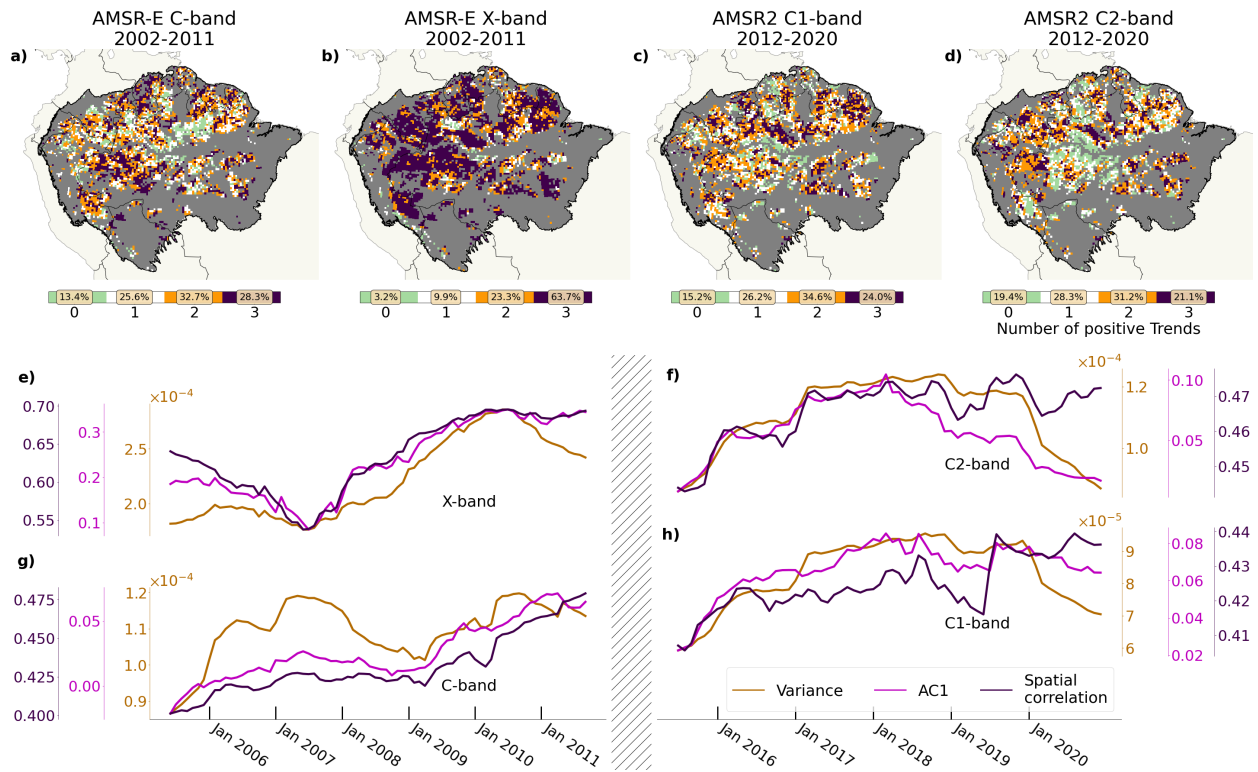 AMSR-E C-band
2002-2011
AMSR-E X-band
2002-2011
AMSR2 C1-band
2012-2020
AMSR2 C2-band
2012-2020
a)
b)
c)
d)
13.4% 25.6% 32.7% 28.3%
0 1 2 3
3.2% 9.9% 23.3% 63.7%
0 1 2 3
15.2% 26.2% 34.6% 24.0%
0 1 2 3
19.4% 28.3% 31.2% 21.1%
0 1 2 3
Number of positive Trends
e)
×10⁻⁴
0.70
0.65
0.60
0.55
0.3
0.2
0.1
2.5
2.0
X-band
f)
×10⁻⁴
1.2
1.0
0.10
0.05
0.47
0.46
0.45
C2-band
g)
×10⁻⁴
0.475
0.450
0.425
0.400
0.05
0.00
1.2
1.1
1.0
0.9
C-band
h)
×10⁻⁵
9
8
7
6
0.08
0.06
0.04
0.02
0.44
0.43
0.42
0.41
C1-band
Variance
AC1
Spatial
correlation
Jan 2006
Jan 2007
Jan 2008
Jan 2009
Jan 2010
Jan 2011
Jan 2016
Jan 2017
Jan 2018
Jan 2019
Jan 2020